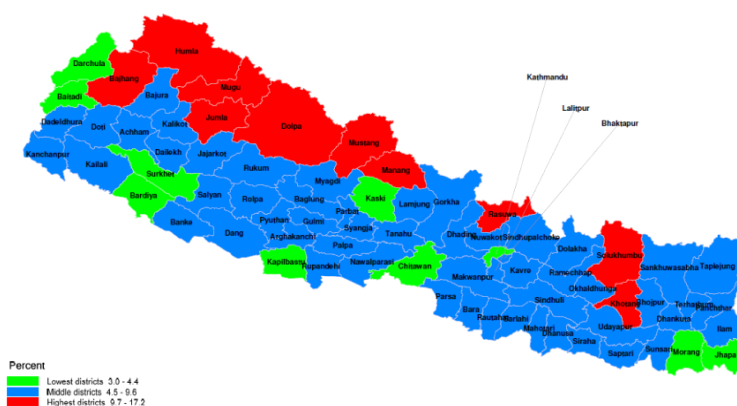 Darchula
Humla
Bajhang
Baitadi
Mugu
Bajura
Dadeldhura
Doti
Achham
Kalikot
Jumla
Dolpa
Mustang
Manang
Kanchanpur
Kailali
Dailekh
Jajarkot
Surkhet
Rukum
Myagdi
Kaski
Lamjung
Gorkha
Bardiya
Salyan
Rolpa
Baglung
Parbat
Banke
Dang
Pyuthan
Gulmi
Syangja
Tanahu
Arghakanchi
Palpa
Kapilbastu
Rupandehi
Nawalparasi
Chitawan
Kathmandu
Lalitpur
Bhaktapur
Rasuwa
Dhading
Nuwakot
Sindhupalchok
Dolakha
Solukhumbu
Sankhuwasabha
Taplejung
Makwanpur
Kavre
Ramechhap
Okhaldhunga
Khotang
Bhojpur
Parsa
Bara
Rautahat
Sarlahi
Sindhuli
Udayapur
Dhankuta
Ilam
Dhanusa
Siraha
Saptari
Sunsari
Morang
Jhapa
Percent
Lowest districts 3.0 - 4.4
Middle districts 4.5 - 9.6
Highest districts 9.7 - 17.2